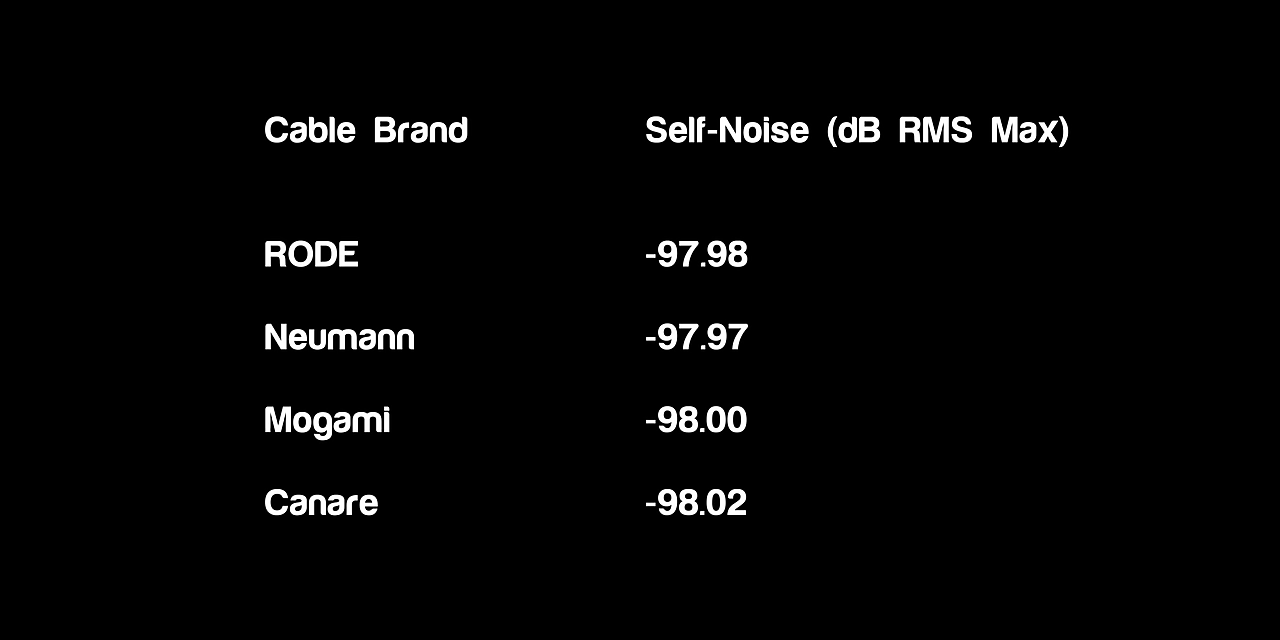 Cable Brand Self-Noise (dB RMS Max)
RODE -97.98
Neumann -97.97
Mogami -98.00
Canare -98.02